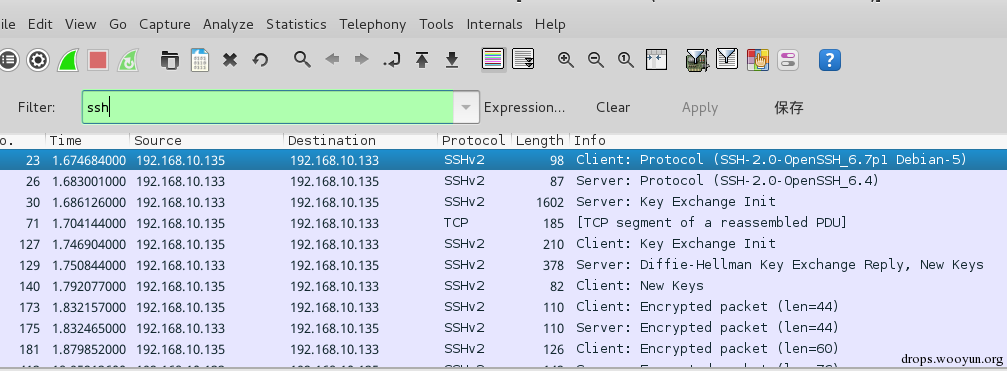 ile Edit View Go Capture Analyze Statistics Telephony Tools Internals Help
Filter: ssh Expression... Clear Apply 保存
o. Time Source Destination Protocol Length Info
23 1.674684000 192.168.10.135 192.168.10.133 SSHv2 98 Client: Protocol (SSH-2.0-OpenSSH_6.7p1 Debian-5)
26 1.683001000 192.168.10.133 192.168.10.135 SSHv2 87 Server: Protocol (SSH-2.0-OpenSSH_6.4)
30 1.686126000 192.168.10.133 192.168.10.135 SSHv2 1602 Server: Key Exchange Init
71 1.704144000 192.168.10.135 192.168.10.133 TCP 185 [TCP segment of a reassembled PDU]
127 1.746904000 192.168.10.135 192.168.10.133 SSHv2 210 Client: Key Exchange Init
129 1.750844000 192.168.10.133 192.168.10.135 SSHv2 378 Server: Diffie-Hellman Key Exchange Reply, New Keys
140 1.792077000 192.168.10.135 192.168.10.133 SSHv2 82 Client: New Keys
173 1.832157000 192.168.10.135 192.168.10.133 SSHv2 110 Client: Encrypted packet (len=44)
175 1.832465000 192.168.10.133 192.168.10.135 SSHv2 110 Server: Encrypted packet (len=44)
181 1.879852000 192.168.10.135 192.168.10.133 SSHv2 126 Client: Encrypted packet (len=60)
drops.wooyun.org